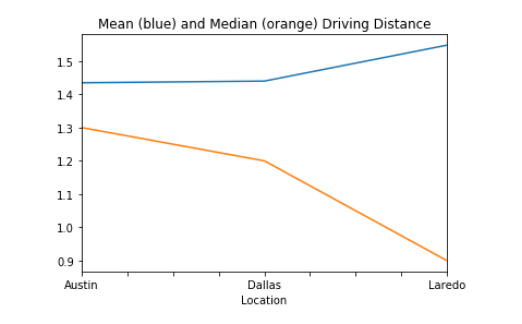 Mean (blue) and Median (orange) Driving Distance
1.5
1.4
1.3
1.2
1.1
1.0
0.9
Austin Dallas Laredo
Location